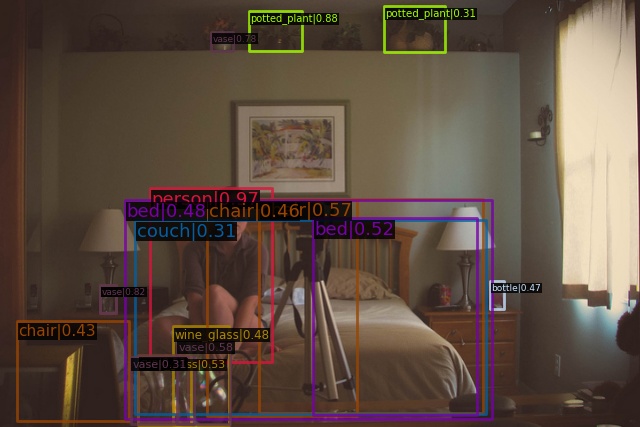 potted_plant|0.88
potted_plant|0.31
vase|0.78
person|0.97
bed|0.48
chair|0.46
r|0.57
couch|0.31
bed|0.52
bottle|0.47
vase|0.82
chair|0.43
wine_glass|0.48
vase|0.58
vase|0.31
ss|0.53